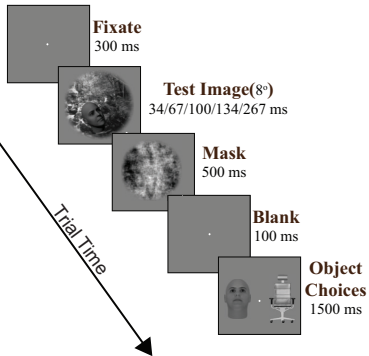 Fixate
300 ms
Test Image(8º)
34/67/100/134/267 ms
Mask
500 ms
Blank
100 ms
Object
Choices
1500 ms
Trial Time